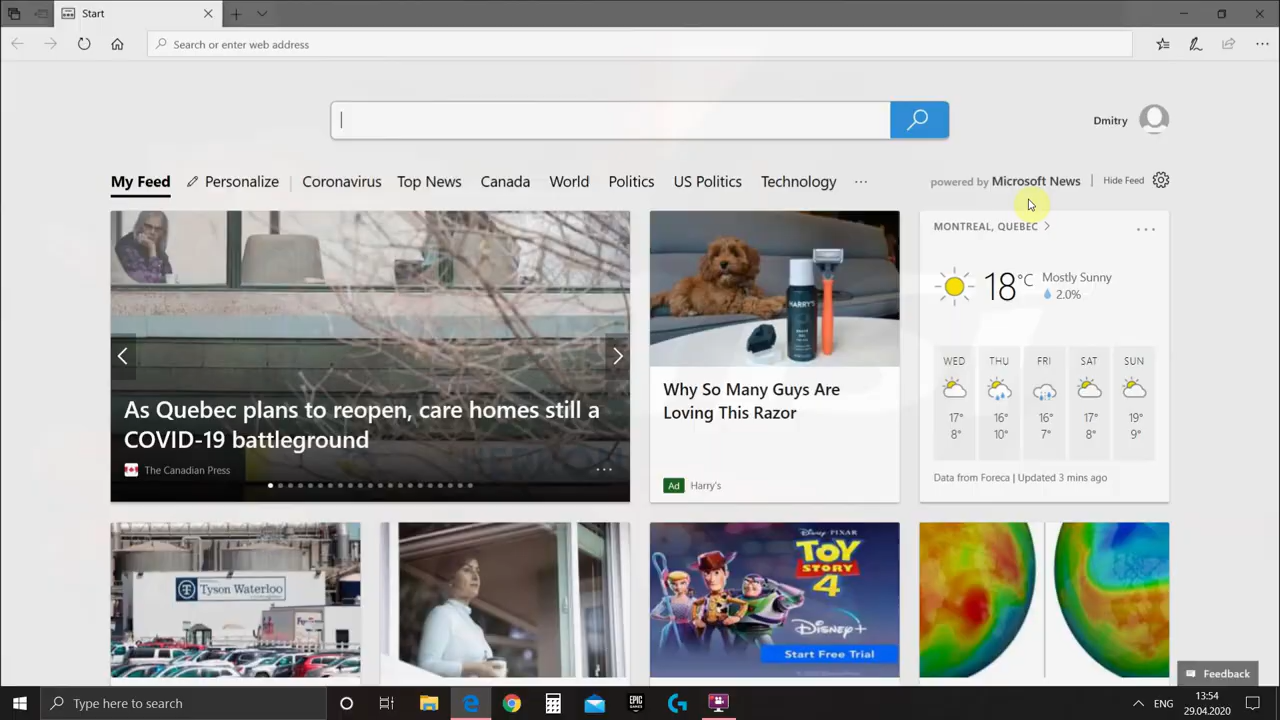 Start
Search or enter web address
Dmitry
My Feed
Personalize
Coronavirus
Top News
Canada
World
Politics
US Politics
Technology
powered by Microsoft News
Hide Feed
As Quebec plans to reopen, care homes still a
COVID-19 battleground
The Canadian Press
HARRY'S
Why So Many Guys Are
Loving This Razor
Ad Harry's
MONTREAL, QUEBEC
18°C
Mostly Sunny
2.0%
WED THU FRI SAT SUN
17° 16° 16° 17° 19°
8° 10° 7° 8° 9°
Data from Foreca | Updated 3 mins ago
Tyson Waterloo
DISNEY PIXAR
TOY
STORY
4
Disney+
Start Free Trial
Feedback
Type here to search
EPIC
GAMES
ENG
13:54
29.04.2020